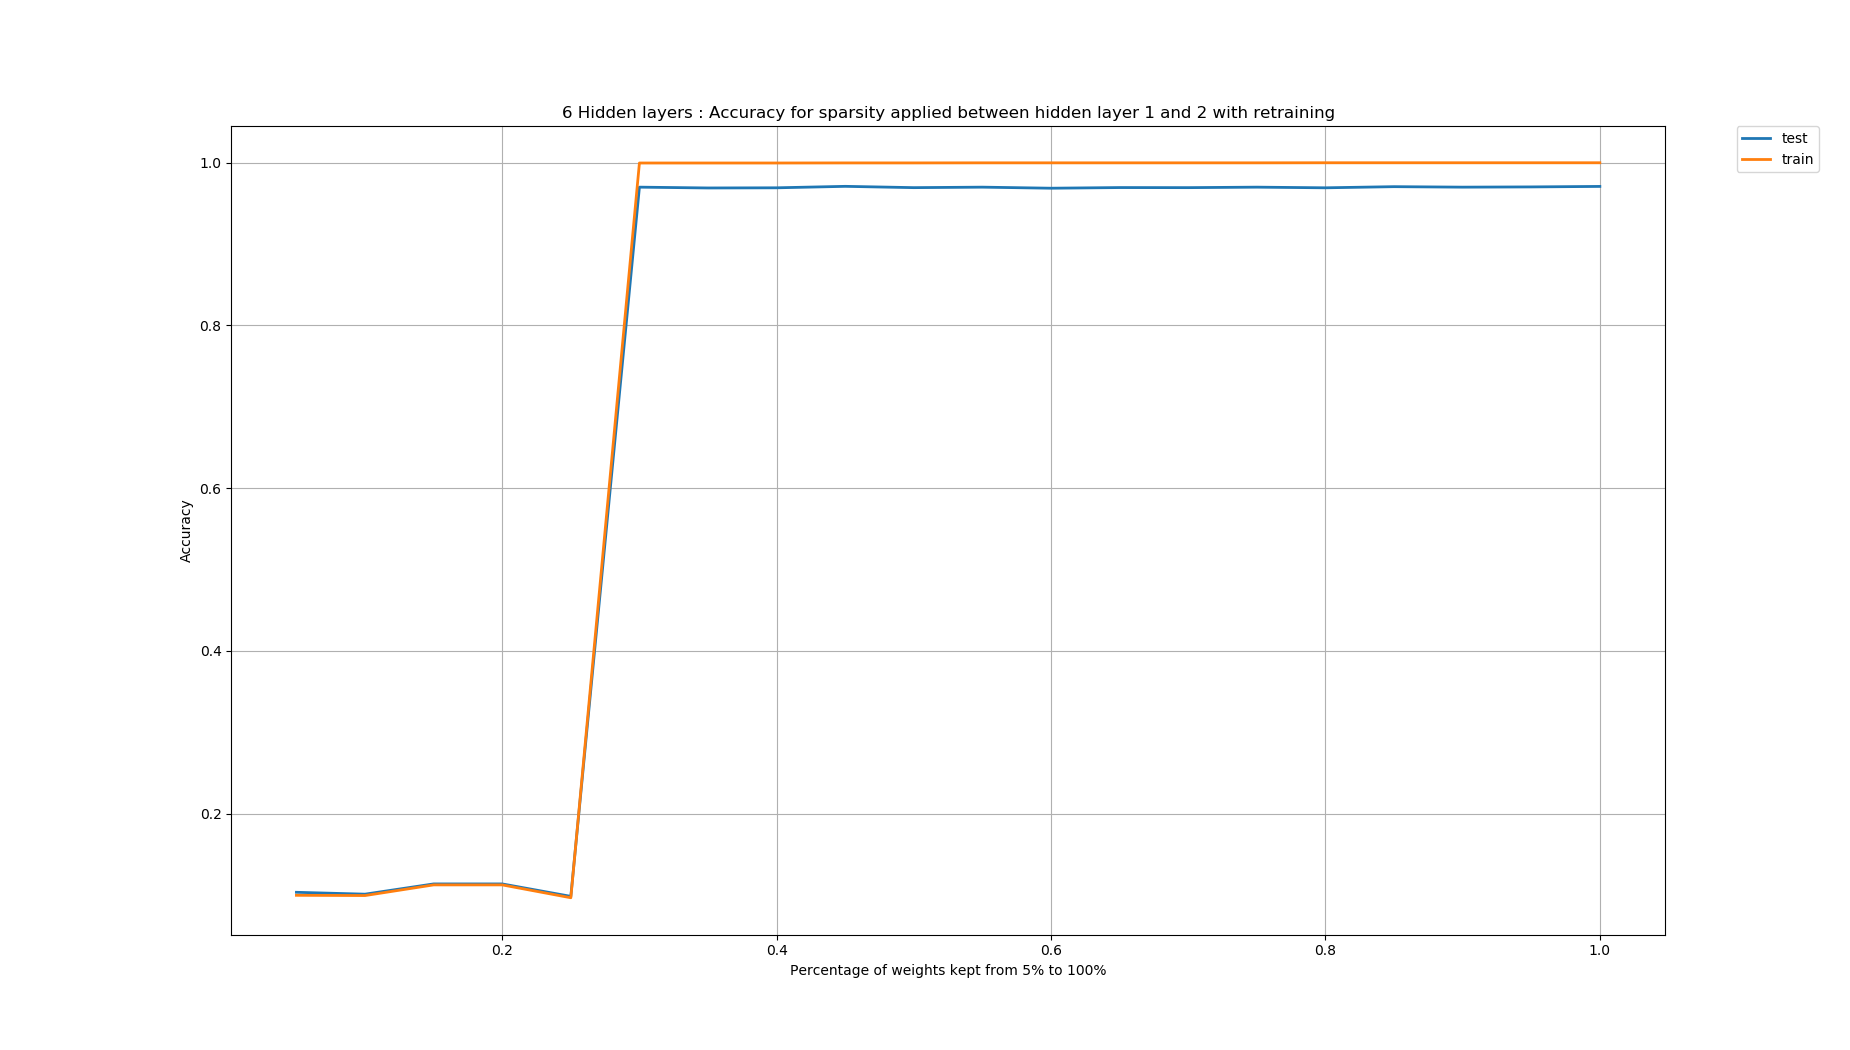 6 Hidden layers : Accuracy for sparsity applied between hidden layer 1 and 2 with retraining
test
train
1.0
0.8
0.6
0.4
0.2
Accuracy
0.2 0.4 0.6 0.8 1.0
Percentage of weights kept from 5% to 100%